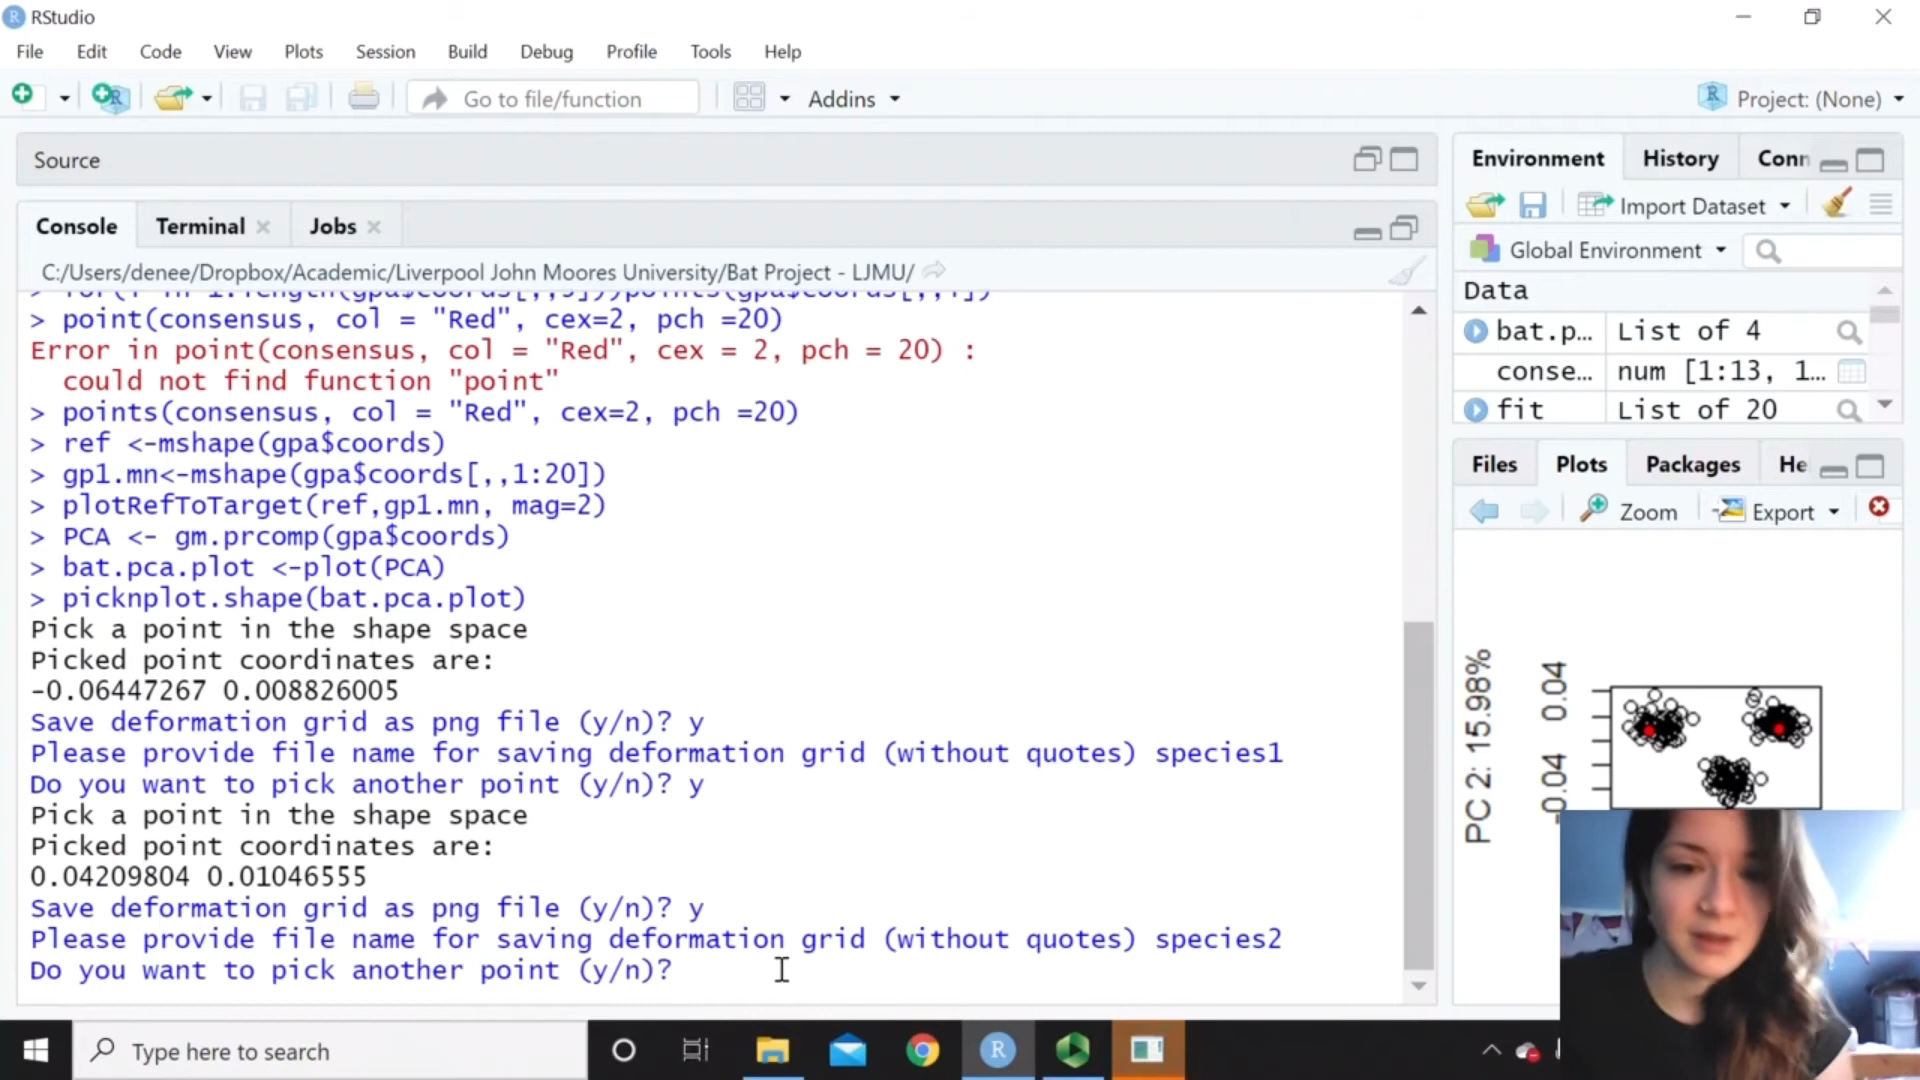 RStudio
File Edit Code View Plots Session Build Debug Profile Tools Help
Go to file/function Addins Project: (None)
Source
Console Terminal Jobs
C:/Users/denee/Dropbox/Academic/Liverpool John Moores University/Bat Project - LJMU/
> point(consensus, col = "Red", cex=2, pch =20)
Error in point(consensus, col = "Red", cex = 2, pch = 20) :
could not find function "point"
> points(consensus, col = "Red", cex=2, pch =20)
> ref <-mshape(gpa$coords)
> gp1.mn<-mshape(gpa$coords[,,1:20])
> plotRefToTarget(ref,gp1.mn, mag=2)
> PCA <- gm.prcomp(gpa$coords)
> bat.pca.plot <-plot(PCA)
> picknplot.shape(bat.pca.plot)
Pick a point in the shape space
Picked point coordinates are:
-0.06447267 0.008826005
Save deformation grid as png file (y/n)? y
Please provide file name for saving deformation grid (without quotes) species1
Do you want to pick another point (y/n)? y
Pick a point in the shape space
Picked point coordinates are:
0.04209804 0.01046555
Save deformation grid as png file (y/n)? y
Please provide file name for saving deformation grid (without quotes) species2
Do you want to pick another point (y/n)?
Environment History Conn
Import Dataset
Global Environment
Data
bat.p... List of 4
conse... num [1:13, 1...
fit List of 20
Files Plots Packages He
Zoom Export
PC 2: 15.98%
-0.04 0.04
Type here to search